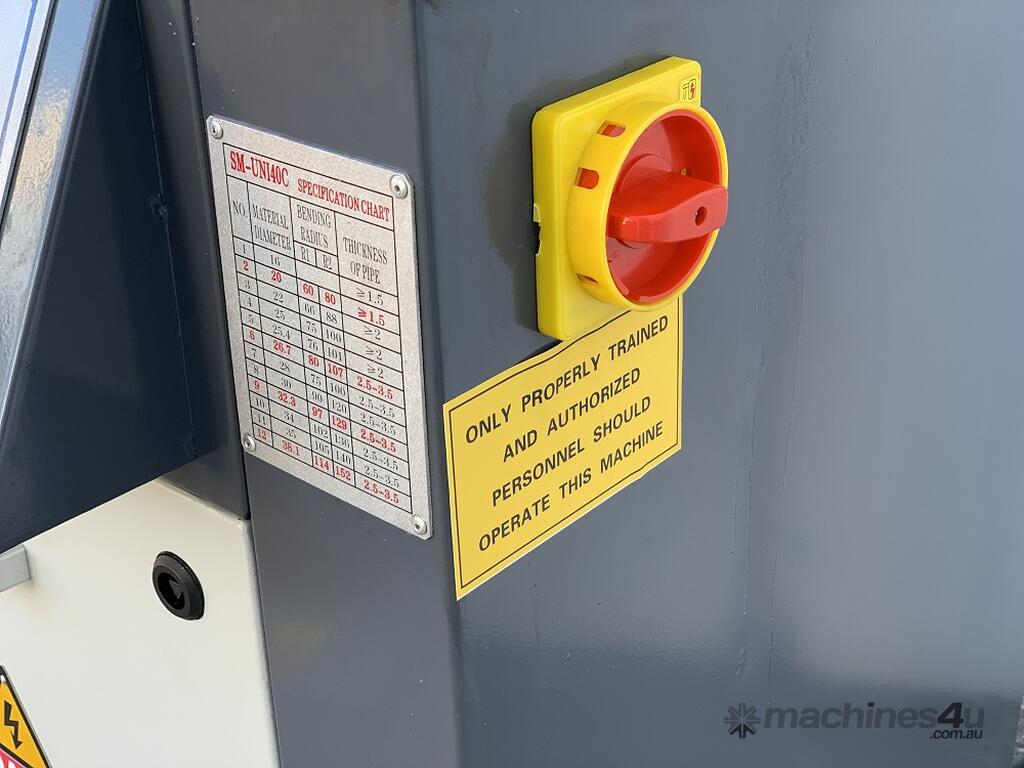 SM-UNI40C SPECIFICATION CHART
NO. MATERIAL DIAMETER BENDING RADIUS R1 R2 THICKNESS OF PIPE
1 16 ≥1.5
2 20 60 80 ≥1.5
3 22 66 88 ≥2
4 25 75 100 ≥2
5 25.4 76 101 ≥2
6 26.7 80 107 2.5-3.5
7 28 75 2.5-3.5
8 30 90 120 2.5-3.5
9 32.3 97 129 2.5-3.5
10 34 102 136 2.5-3.5
11 35 105 140 2.5-3.5
12 38.1 114 152 2.5-3.5
ONLY PROPERLY TRAINED
AND AUTHORIZED
PERSONNEL SHOULD
OPERATE THIS MACHINE
machines4u
.com.au